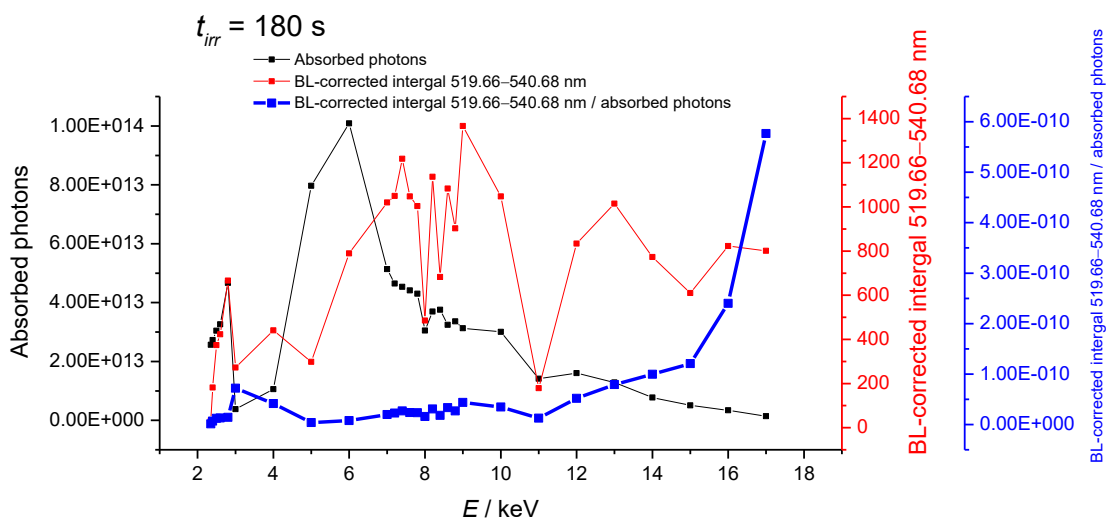 t_irr = 180 s
Absorbed photons
BL-corrected intergal 519.66–540.68 nm
BL-corrected intergal 519.66–540.68 nm / absorbed photons
Absorbed photons
1.00E+014
8.00E+013
6.00E+013
4.00E+013
2.00E+013
0.00E+000
2 4 6 8 10 12 14 16 18
E / keV
1400
1200
1000
800
600
400
200
0
BL-corrected intergal 519.66–540.68 nm
6.00E-010
5.00E-010
4.00E-010
3.00E-010
2.00E-010
1.00E-010
0.00E+000
BL-corrected intergal 519.66–540.68 nm / absorbed photons